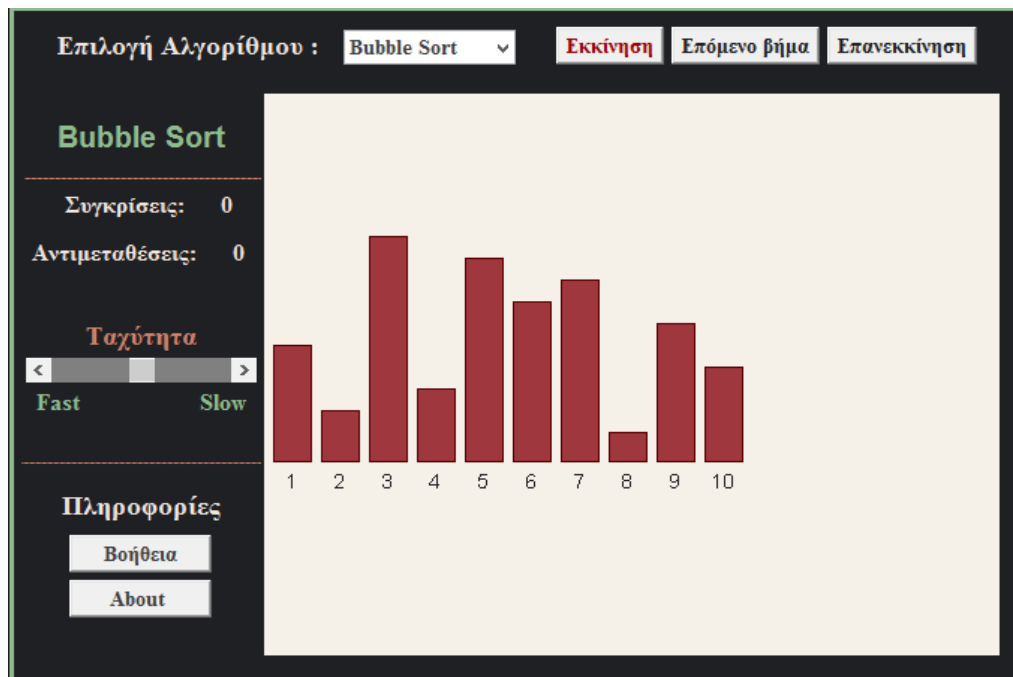 Επιλογή Αλγορίθμου : Bubble Sort Εκκίνηση Επόμενο βήμα Επανεκκίνηση
Bubble Sort
Συγκρίσεις: 0
Αντιμεταθέσεις: 0
Ταχύτητα
Fast Slow
1 2 3 4 5 6 7 8 9 10
Πληροφορίες
Βοήθεια
About